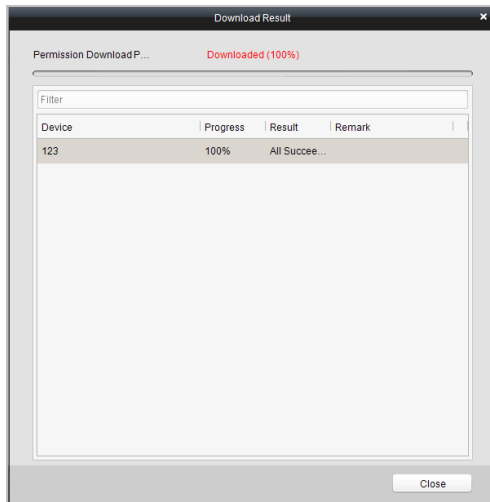 Download Result ×
Permission Download P... Downloaded (100%)
Filter
Device Progress Result Remark
123 100% All Succee...
Close